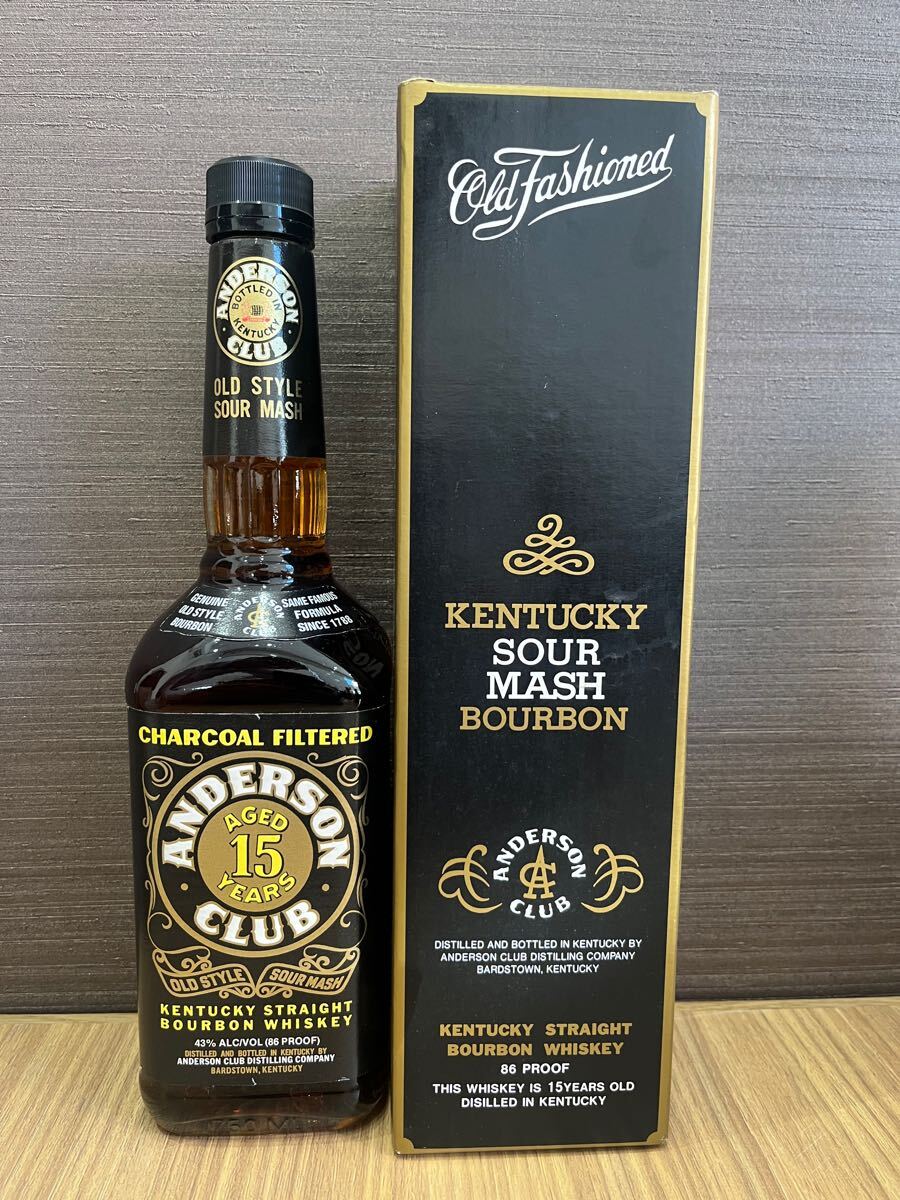 ANDERSON
BOTTLED IN
KENTUCKY
CLUB
OLD STYLE
SOUR MASH
GENUINE
OLD STYLE
BOURBON
ANDERSON
CLUB
SAME FAMOUS
FORMULA
SINCE 1788
CHARCOAL FILTERED
ANDERSON
AGED
15
YEARS
CLUB
OLD STYLE SOUR MASH
KENTUCKY STRAIGHT
BOURBON WHISKEY
43% ALC/VOL (86 PROOF)
DISTILLED AND BOTTLED IN KENTUCKY BY
ANDERSON CLUB DISTILLING COMPANY
BARDSTOWN, KENTUCKY
Old Fashioned
KENTUCKY
SOUR
MASH
BOURBON
ANDERSON
AC
CLUB
DISTILLED AND BOTTLED IN KENTUCKY BY
ANDERSON CLUB DISTILLING COMPANY
BARDSTOWN, KENTUCKY
KENTUCKY STRAIGHT
BOURBON WHISKEY
86 PROOF
THIS WHISKEY IS 15YEARS OLD
DISILLED IN KENTUCKY